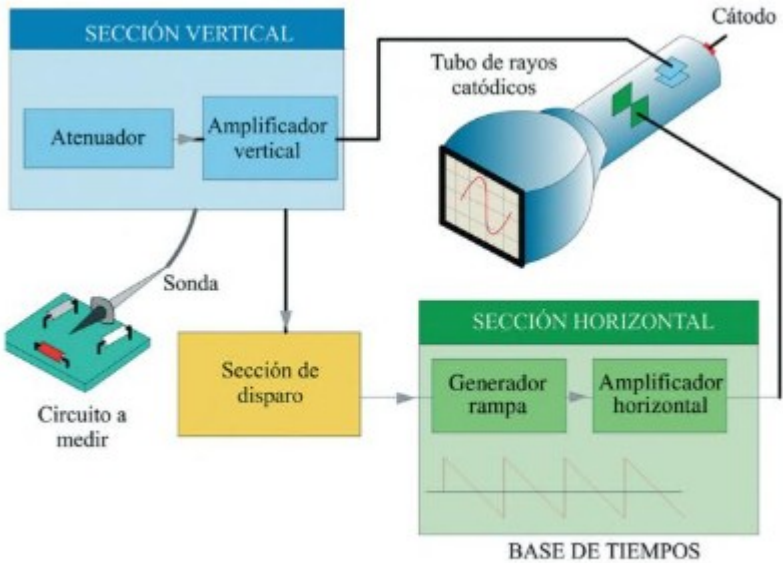 SECCIÓN VERTICAL
Atenuador
Amplificador
vertical
Cátodo
Tubo de rayos
catódicos
Sonda
Circuito a
medir
Sección de
disparo
SECCIÓN HORIZONTAL
Generador
rampa
Amplificador
horizontal
BASE DE TIEMPOS